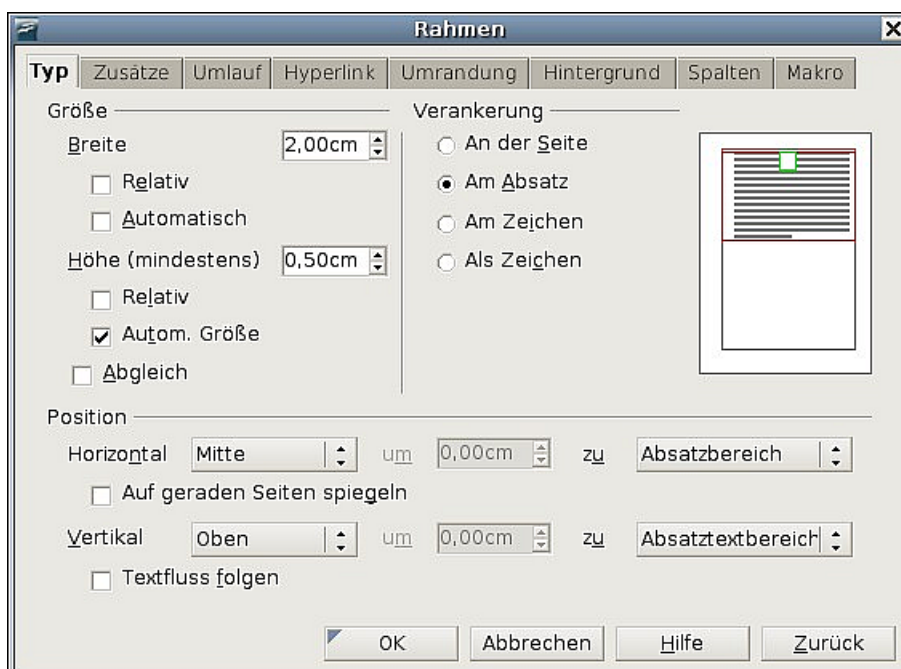 Rahmen
Typ Zusätze Umlauf Hyperlink Umrandung Hintergrund Spalten Makro
Größe
Breite 2,00cm
Relativ
Automatisch
Höhe (mindestens) 0,50cm
Relativ
Autom. Größe
Abgleich
Verankerung
An der Seite
Am Absatz
Am Zeichen
Als Zeichen
Position
Horizontal Mitte um 0,00cm zu Absatzbereich
Auf geraden Seiten spiegeln
Vertikal Oben um 0,00cm zu Absatztextbereich
Textfluss folgen
OK Abbrechen Hilfe Zurück